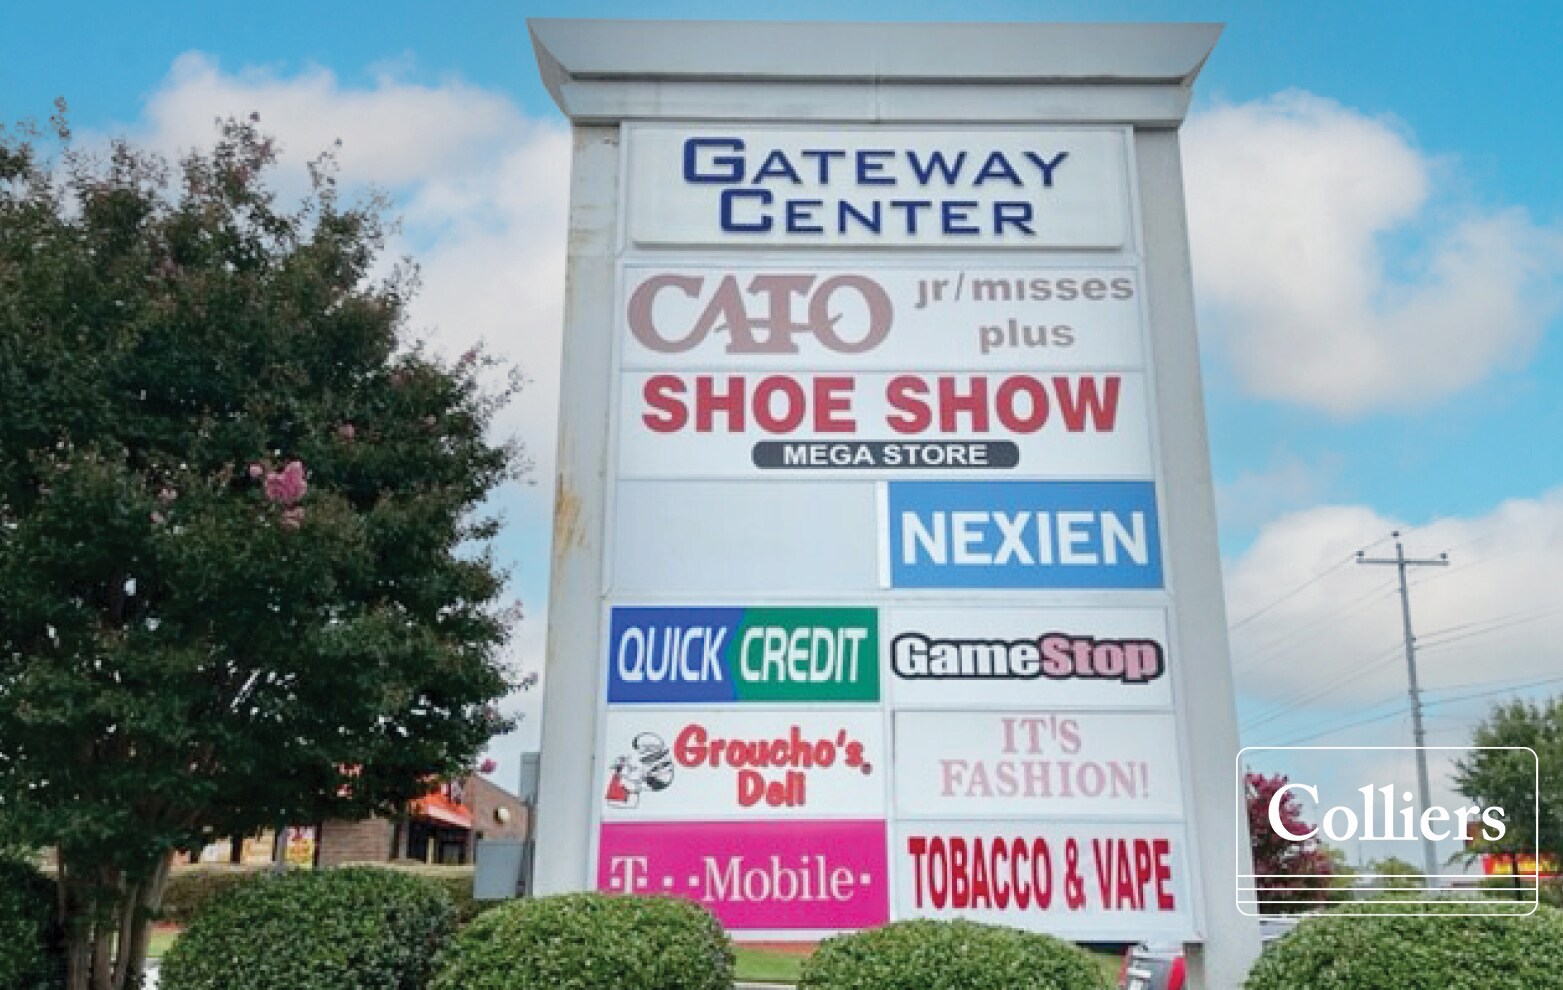 GATEWAY
CENTER
CATO
jr/misses
plus
SHOE SHOW
MEGA STORE
NEXIEN
QUICK CREDIT
GameStop
Groucho's
Deli
IT'S
FASHION!
T··Mobile·
TOBACCO & VAPE
Colliers